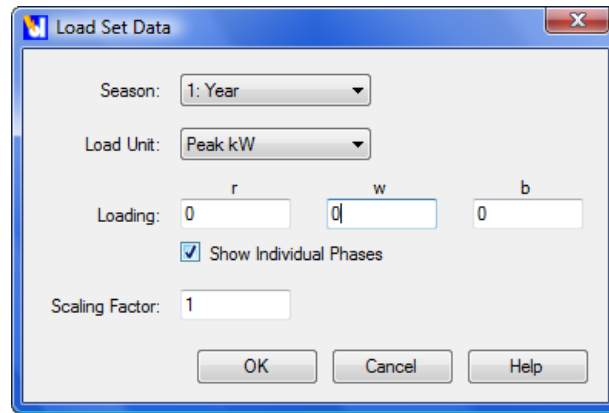 Load Set Data
Season: 1: Year
Load Unit: Peak kW
r w b
Loading: 0 0 0
Show Individual Phases
Scaling Factor: 1
OK Cancel Help